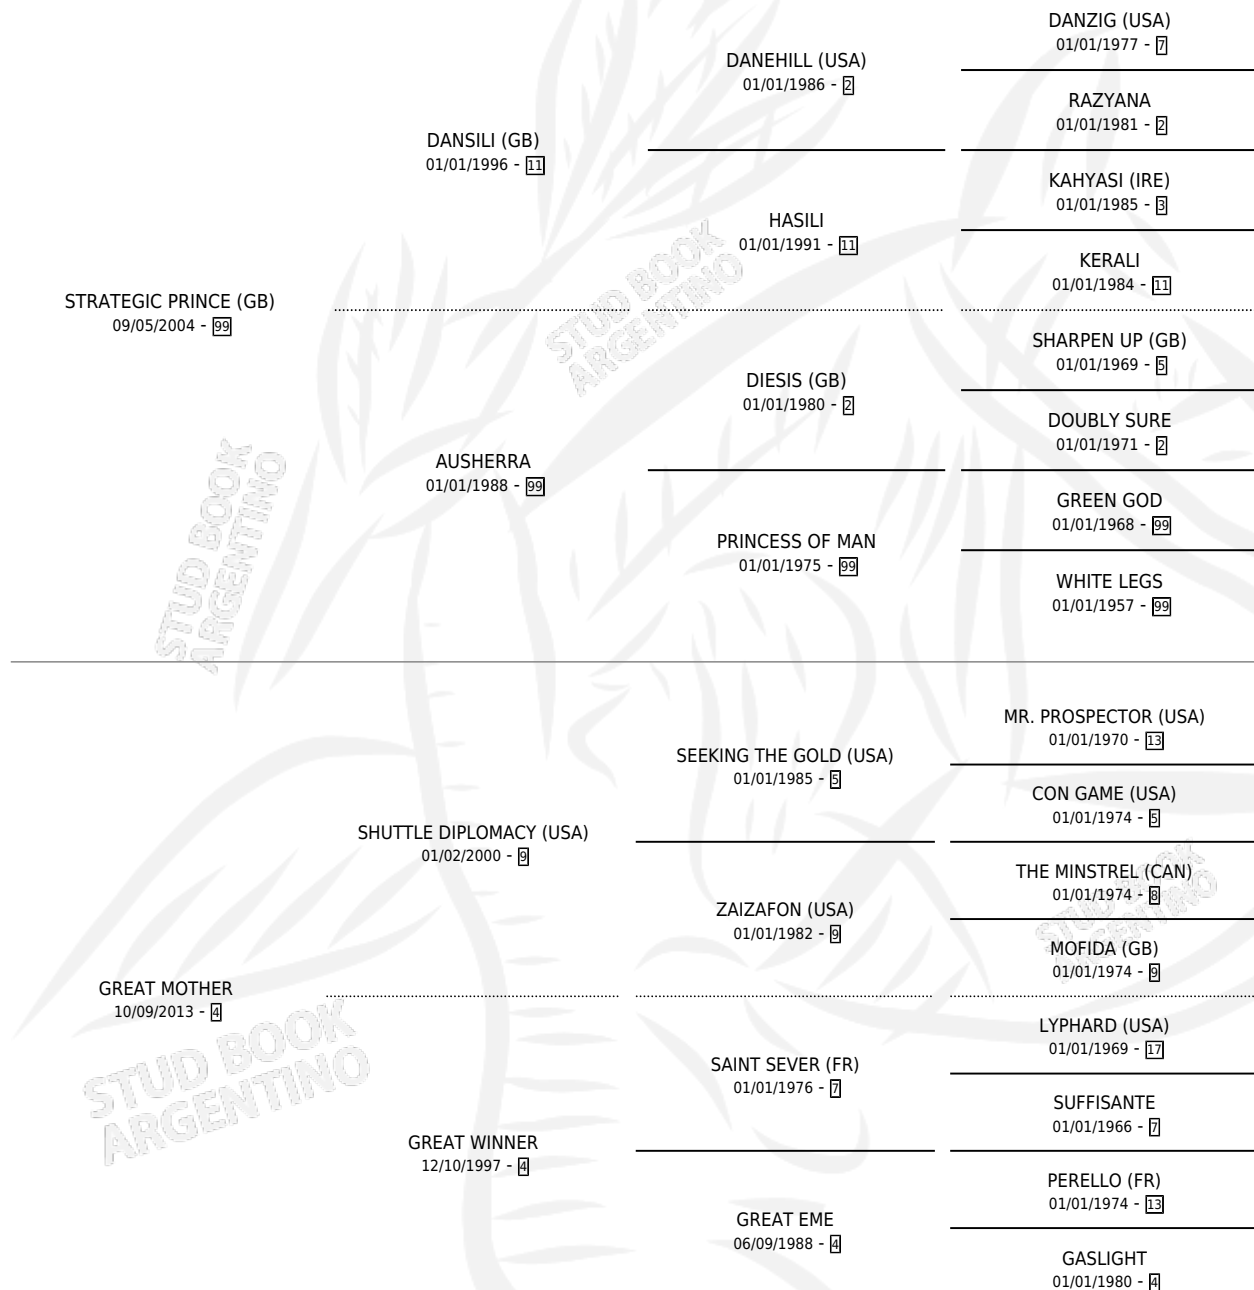 DANZIG (USA)
01/01/1977 - 7
DANEHILL (USA)
01/01/1986 - 2
RAZYANA
01/01/1981 - 2
DANSILI (GB)
01/01/1996 - 11
KAHYASI (IRE)
01/01/1985 - 3
HASILI
01/01/1991 - 11
KERALI
01/01/1984 - 11
STRATEGIC PRINCE (GB)
09/05/2004 - 99
SHARPEN UP (GB)
01/01/1969 - 5
DIESIS (GB)
01/01/1980 - 2
DOUBLY SURE
01/01/1971 - 2
AUSHERRA
01/01/1988 - 99
GREEN GOD
01/01/1968 - 99
PRINCESS OF MAN
01/01/1975 - 99
WHITE LEGS
01/01/1957 - 99
STUD BOOK
ARGENTINO
STUD BOOK
ARGENTINO
MR. PROSPECTOR (USA)
01/01/1970 - 13
SEEKING THE GOLD (USA)
01/01/1985 - 5
CON GAME (USA)
01/01/1974 - 5
SHUTTLE DIPLOMACY (USA)
01/02/2000 - 9
THE MINSTREL (CAN)
01/01/1974 - 8
ZAIZAFON (USA)
01/01/1982 - 9
MOFIDA (GB)
01/01/1974 - 9
STUD BOOK
ARGENTINO
GREAT MOTHER
10/09/2013 - 4
LYPHARD (USA)
01/01/1969 - 17
SAINT SEVER (FR)
01/01/1976 - 7
SUFFISANTE
01/01/1966 - 7
STUD BOOK
ARGENTINO
GREAT WINNER
12/10/1997 - 4
PERELLO (FR)
01/01/1974 - 13
GREAT EME
06/09/1988 - 4
GASLIGHT
01/01/1980 - 4